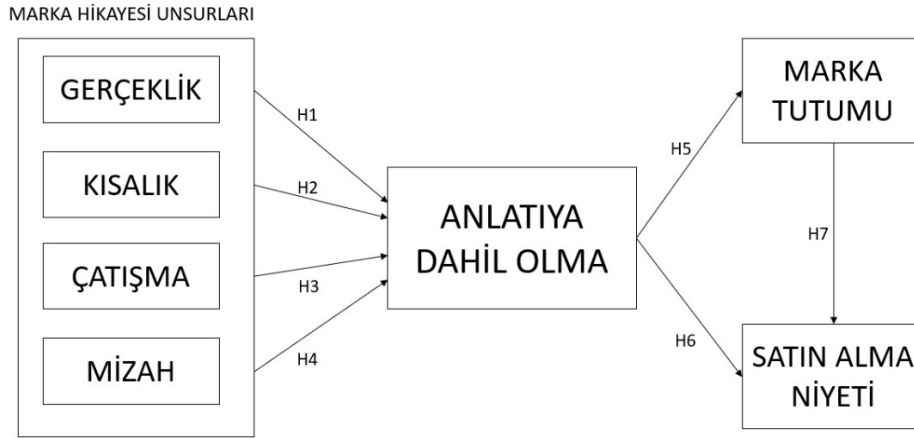 MARKA HİKAYESİ UNSURLARI
GERÇEKLİK
KISALIK
ÇATIŞMA
MİZAH
H1
H2
H3
H4
ANLATIYA
DAHİL OLMA
H5
H6
MARKA
TUTUMU
H7
SATIN ALMA
NİYETİ